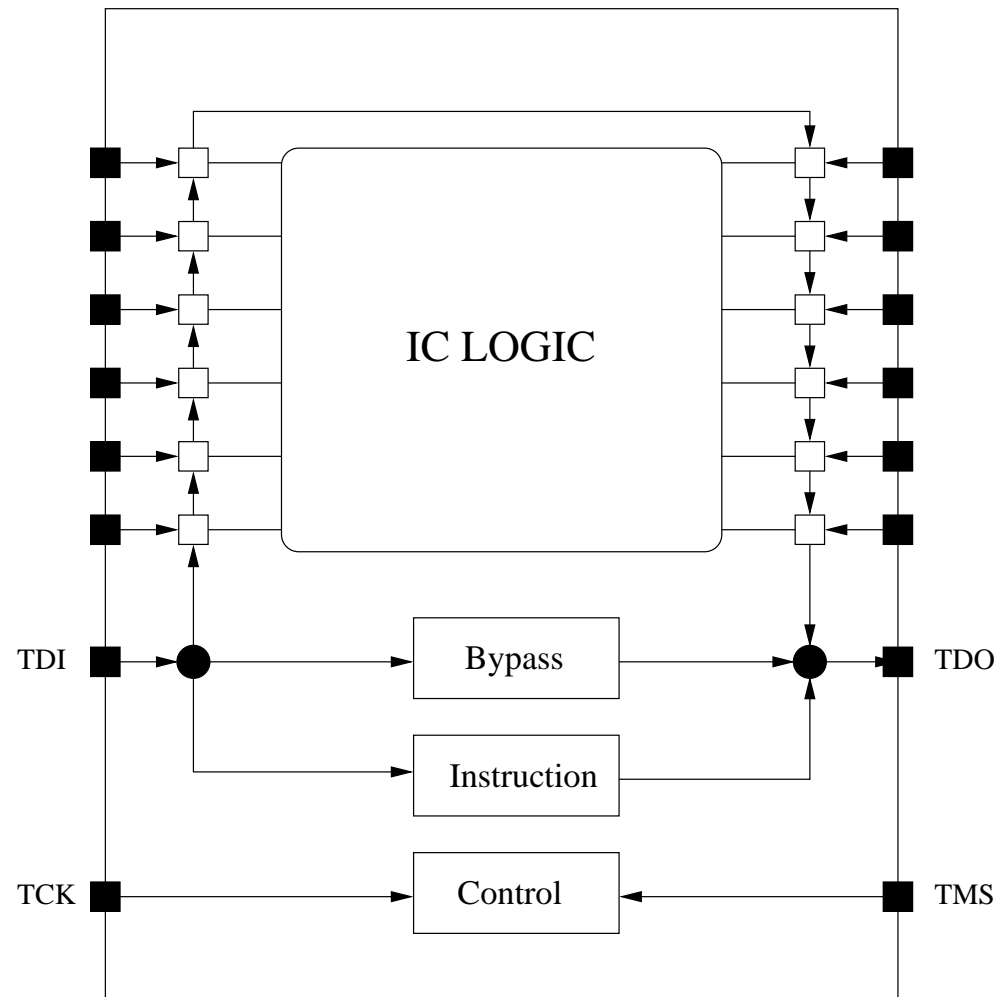 IC LOGIC
TDI
Bypass
TDO
Instruction
TCK
Control
TMS